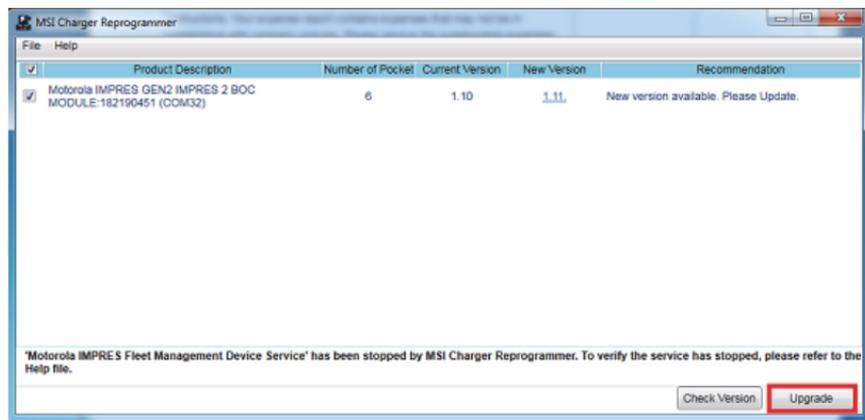 MSI Charger Reprogrammer
File Help
Product Description Number of Pocket Current Version New Version Recommendation
Motorola IMPRES GEN2 IMPRES 2 BOC 6 1.10 1.11. New version available. Please Update.
MODULE:182190451 (COM32)
'Motorola IMPRES Fleet Management Device Service' has been stopped by MSI Charger Reprogrammer. To verify the service has stopped, please refer to the
Help file.
Check Version Upgrade